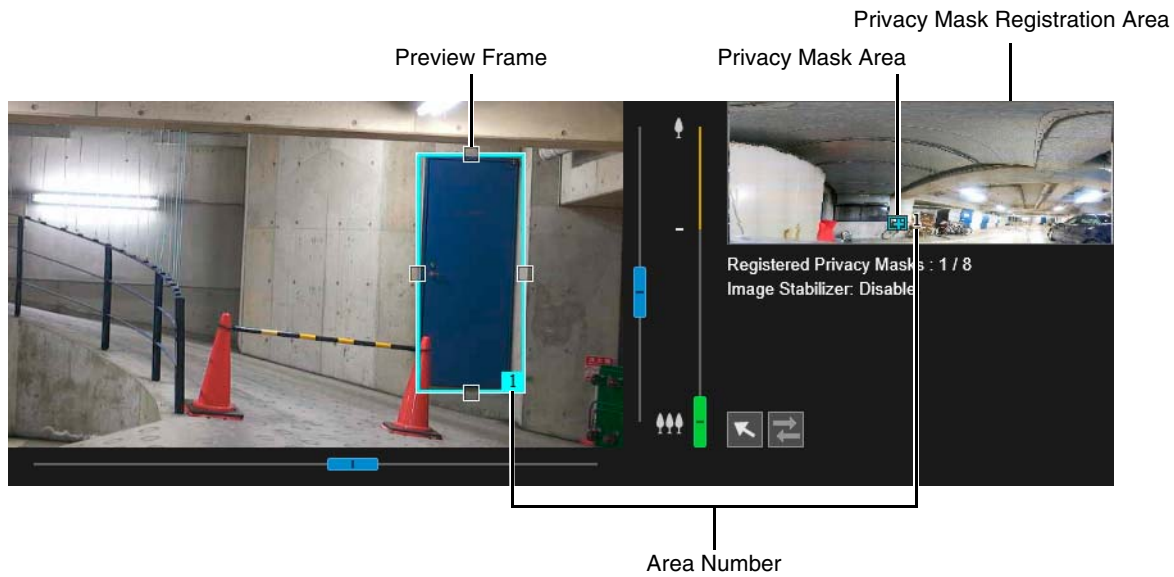 Privacy Mask Registration Area
Preview Frame
Privacy Mask Area
1
Registered Privacy Masks : 1 / 8
Image Stabilizer: Disable
1
Area Number